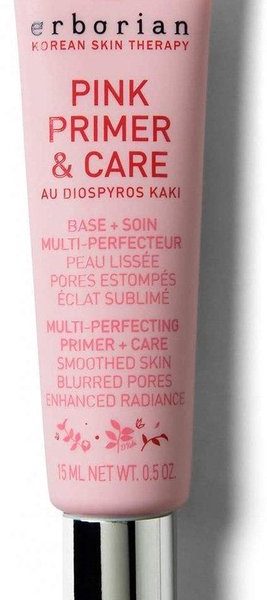 erborian
KOREAN SKIN THERAPY
PINK
PRIMER
& CARE
AU DIOSPYROS KAKI
BASE + SOIN
MULTI-PERFECTEUR
PEAU LISSÉE
PORES ESTOMPÉS
ÉCLAT SUBLIMÉ
MULTI-PERFECTING
PRIMER + CARE
SMOOTHED SKIN
BLURRED PORES
ENHANCED RADIANCE
15 ML NET WT. 0.5 OZ.